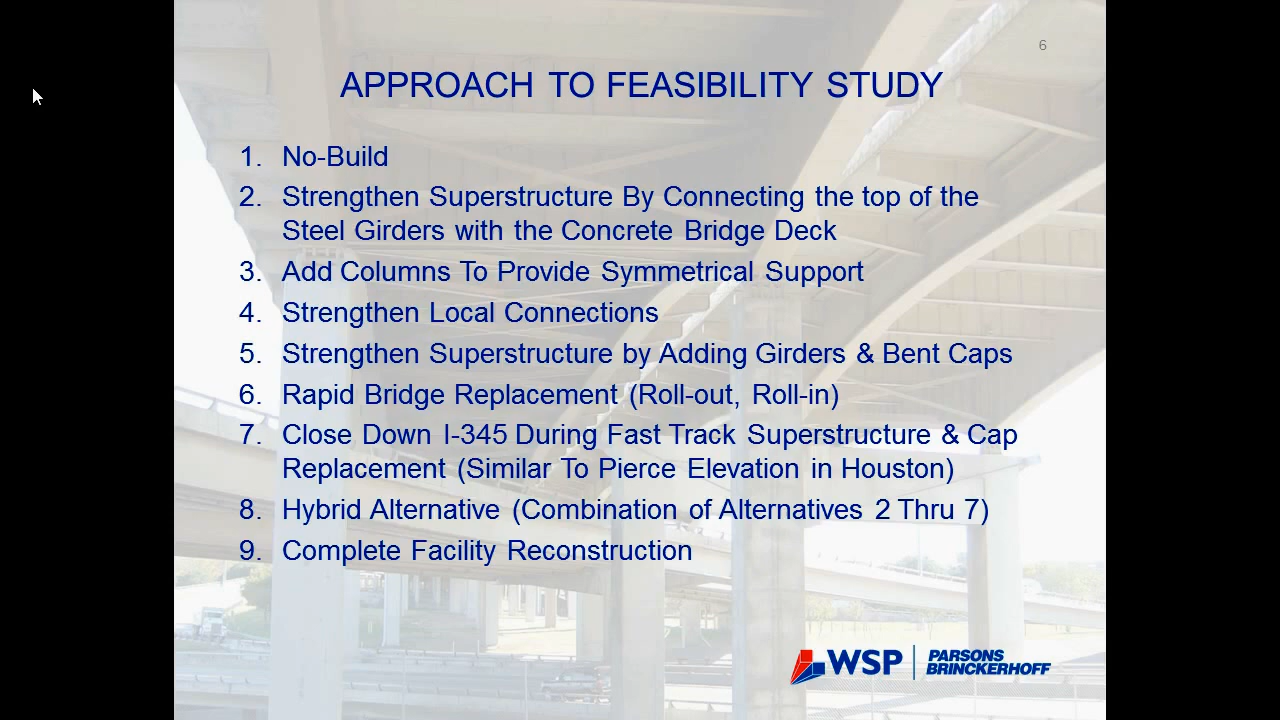 6
APPROACH TO FEASIBILITY STUDY
1. No-Build
2. Strengthen Superstructure By Connecting the top of the
Steel Girders with the Concrete Bridge Deck
3. Add Columns To Provide Symmetrical Support
4. Strengthen Local Connections
5. Strengthen Superstructure by Adding Girders & Bent Caps
6. Rapid Bridge Replacement (Roll-out, Roll-in)
7. Close Down I-345 During Fast Track Superstructure & Cap
Replacement (Similar To Pierce Elevation in Houston)
8. Hybrid Alternative (Combination of Alternatives 2 Thru 7)
9. Complete Facility Reconstruction
WSP | PARSONS
BRINCKERHOFF